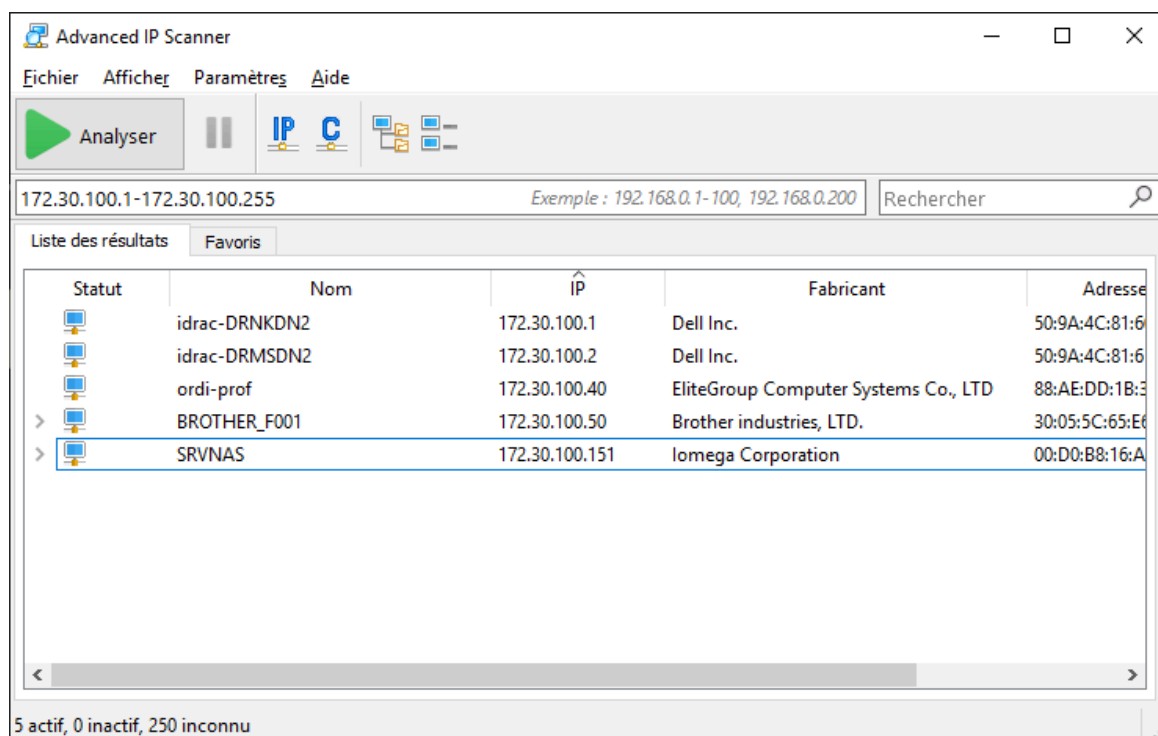 Advanced IP Scanner
Fichier Afficher Paramètres Aide
Analyser IP C
172.30.100.1-172.30.100.255 Exemple : 192.168.0.1-100, 192.168.0.200 Rechercher
Liste des résultats Favoris
Statut Nom IP Fabricant Adresse
idrac-DRNKDN2 172.30.100.1 Dell Inc. 50:9A:4C:81:6
idrac-DRMSDN2 172.30.100.2 Dell Inc. 50:9A:4C:81:6
ordi-prof 172.30.100.40 EliteGroup Computer Systems Co., LTD 88:AE:DD:1B:3
BROTHER_F001 172.30.100.50 Brother industries, LTD. 30:05:5C:65:E6
SRVNAS 172.30.100.151 Iomega Corporation 00:D0:B8:16:A
5 actif, 0 inactif, 250 inconnu